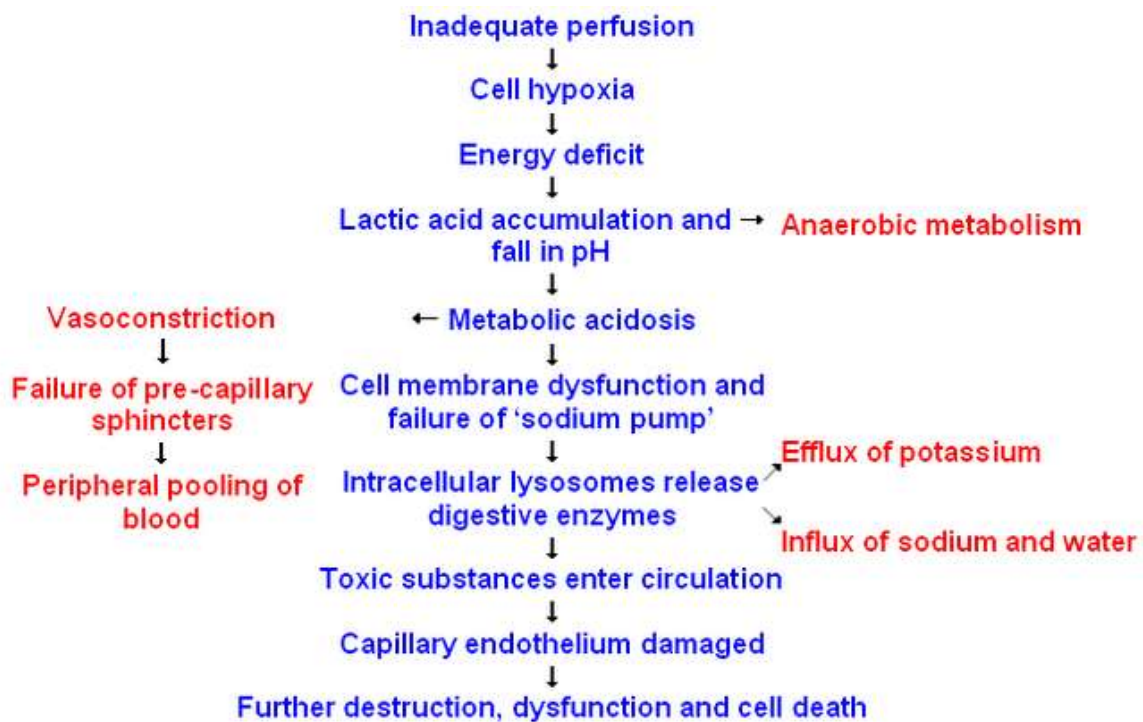 Inadequate perfusion
Cell hypoxia
Energy deficit
Lactic acid accumulation and
fall in pH
Anaerobic metabolism
Metabolic acidosis
Vasoconstriction
Failure of pre-capillary
sphincters
Peripheral pooling of
blood
Cell membrane dysfunction and
failure of ‘sodium pump’
Intracellular lysosomes release
digestive enzymes
Efflux of potassium
Influx of sodium and water
Toxic substances enter circulation
Capillary endothelium damaged
Further destruction, dysfunction and cell death